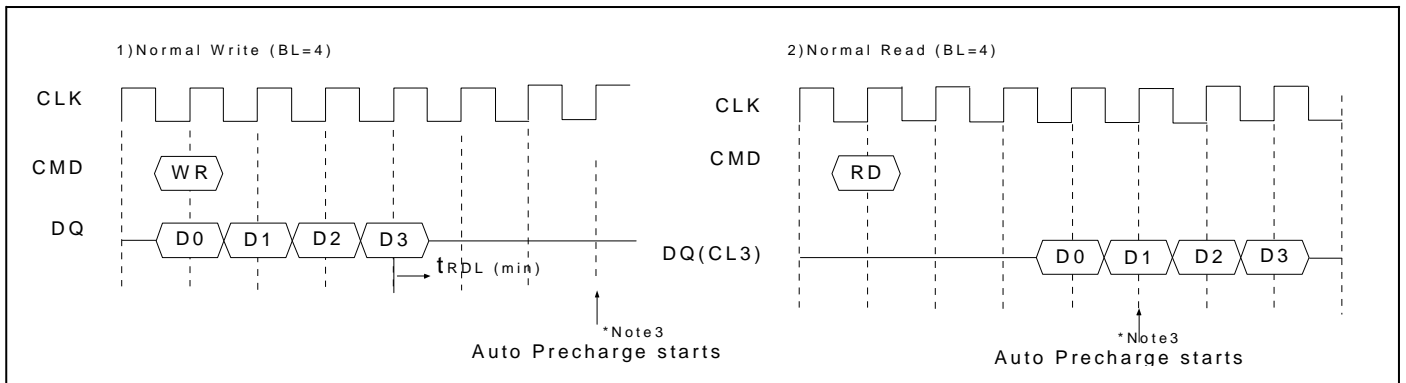 1)Normal Write (BL=4)
CLK
CMD
WR
DQ
D0 D1 D2 D3
tRDL (min)
*Note3
Auto Precharge starts
2)Normal Read (BL=4)
CLK
CMD
RD
DQ(CL3)
D0 D1 D2 D3
*Note3
Auto Precharge starts